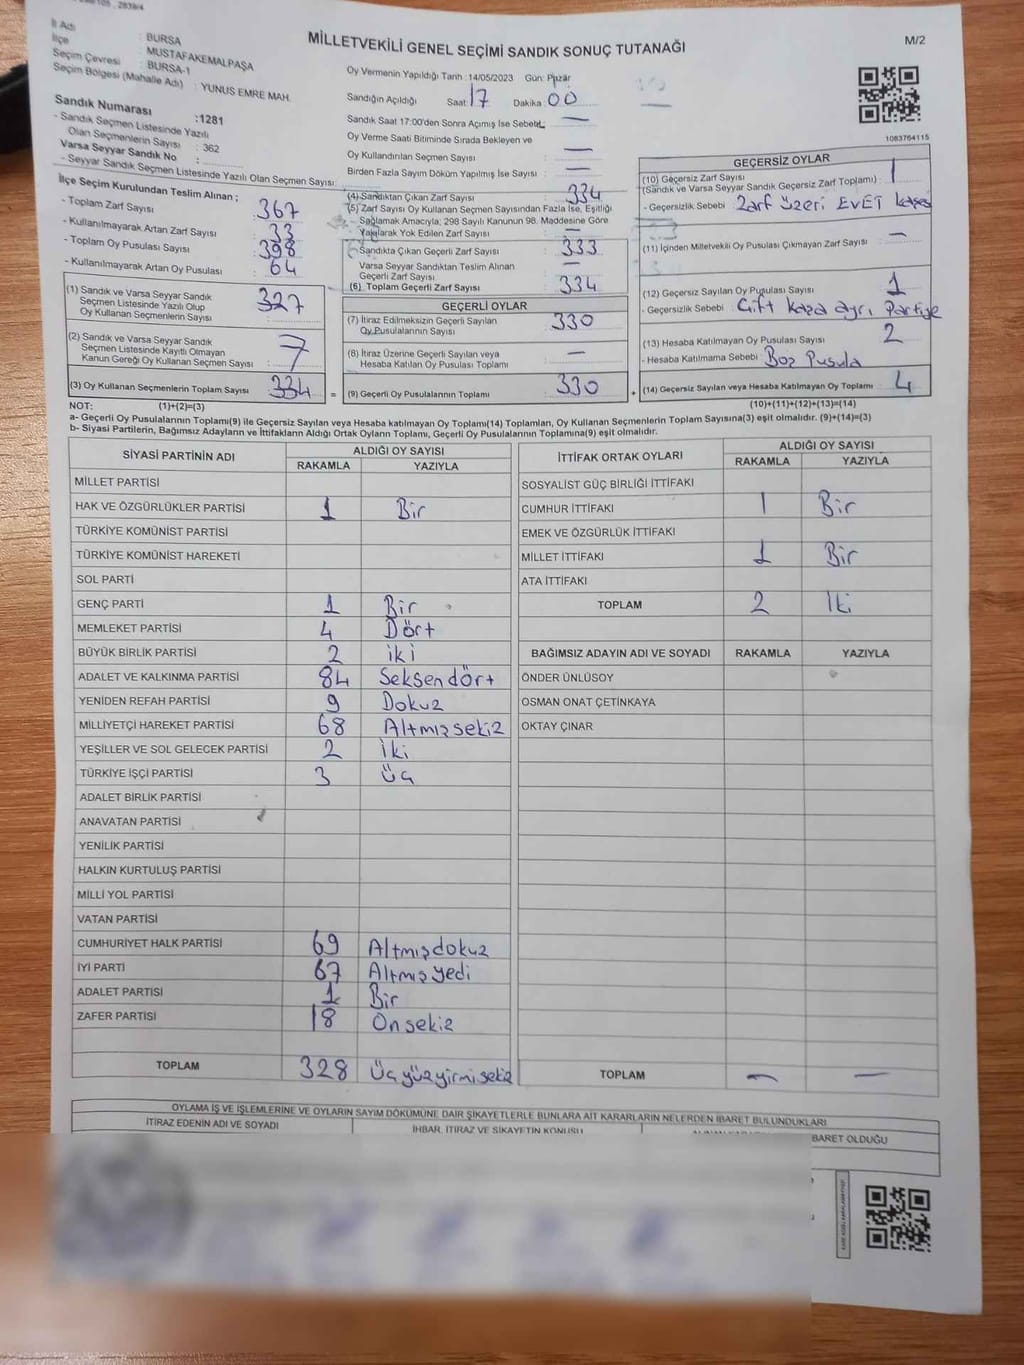 2839/4
İl Adı : BURSA
İlçe : MUSTAFAKEMALPAŞA
Seçim Çevresi : BURSA-1
Seçim Bölgesi (Mahalle Adı) : YUNUS EMRE MAH.
MİLLETVEKİLİ GENEL SEÇİMİ SANDIK SONUÇ TUTANAĞI
M/2
Oy Vermenin Yapıldığı Tarih : 14/05/2023 Gün: Pazar
Sandığın Açıldığı Saat : 17 Dakika : 00
Sandık Saat 17:00'den Sonra Açımış İse Sebebi : —
Oy Verme Saati Bitiminde Sırada Bekleyen ve
Oy Kullandırılan Seçmen Sayısı : —
Birden Fazla Sayım Döküm Yapılmış İse Sayısı : —
1083764115
Sandık Numarası : 1281
- Sandık Seçmen Listesinde Yazılı
Olan Seçmenlerin Sayısı : 362
Varsa Seyyar Sandık No :
- Seyyar Sandık Seçmen Listesinde Yazılı Olan Seçmen Sayısı:
İlçe Seçim Kurulundan Teslim Alınan ;
- Toplam Zarf Sayısı : 367
- Kullanılmayarak Artan Zarf Sayısı : 33
- Toplam Oy Pusulası Sayısı : 398
- Kullanılmayarak Artan Oy Pusulası : 64
(4) Sandıktan Çıkan Zarf Sayısı : 334
(5) Zarf Sayısı Oy Kullanan Seçmen Sayısından Fazla İse, Eşitliği
Sağlamak Amacıyla, 298 Sayılı Kanunun 98. Maddesine Göre
Yakılarak Yok Edilen Zarf Sayısı : —
Sandıkta Çıkan Geçerli Zarf Sayısı : 333
Varsa Seyyar Sandıktan Teslim Alınan
Geçerli Zarf Sayısı : —
(6) Toplam Geçerli Zarf Sayısı : 334
GEÇERSİZ OYLAR
(10) Geçersiz Zarf Sayısı
(Sandık ve Varsa Seyyar Sandık Geçersiz Zarf Toplamı) : 1
- Geçersizlik Sebebi : Zarf üzeri EVET kaşesi
(11) İçinden Milletvekili Oy Pusulası Çıkmayan Zarf Sayısı : —
(12) Geçersiz Sayılan Oy Pusulası Sayısı : 1
- Geçersizlik Sebebi : Çift kaşa ayrı Partiye
(13) Hesaba Katılmayan Oy Pusulası Sayısı : 2
- Hesaba Katılmama Sebebi : Boz Pusula
(14) Geçersiz Sayılan veya Hesaba Katılmayan Oy Toplamı : 4
(10)+(11)+(12)+(13)=(14)
(1) Sandık ve Varsa Seyyar Sandık
Seçmen Listesinde Yazılı Olup
Oy Kullanan Seçmenlerin Sayısı : 327
(2) Sandık ve Varsa Seyyar Sandık
Seçmen Listesinde Kayıtlı Olmayan
Kanun Gereği Oy Kullanan Seçmen Sayısı : 7
(3) Oy Kullanan Seçmenlerin Toplam Sayısı : 334
GEÇERLİ OYLAR
(7) İtiraz Edilmeksizin Geçerli Sayılan
Oy Pusulalarının Sayısı : 330
(8) İtiraz Üzerine Geçerli Sayılan veya
Hesaba Katılan Oy Pusulası Toplamı : —
= (9) Geçerli Oy Pusulalarının Toplamı : 330 +
NOT: (1)+(2)=(3)
a- Geçerli Oy Pusulalarının Toplamı(9) ile Geçersiz Sayılan veya Hesaba katılmayan Oy Toplamı(14) Toplamları, Oy Kullanan Seçmenlerin Toplam Sayısına(3) eşit olmalıdır. (9)+(14)=(3)
b- Siyasi Partilerin, Bağımsız Adayların ve İttifakların Aldığı Ortak Oyların Toplamı, Geçerli Oy Pusulalarının Toplamına(9) eşit olmalıdır.
SİYASİ PARTİNİN ADI ALDIĞI OY SAYISI
RAKAMLA YAZIYLA
MİLLET PARTİSİ
HAK VE ÖZGÜRLÜKLER PARTİSİ 1 Bir
TÜRKİYE KOMÜNİST PARTİSİ
TÜRKİYE KOMÜNİST HAREKETİ
SOL PARTİ
GENÇ PARTİ 1 Bir
MEMLEKET PARTİSİ 4 Dört
BÜYÜK BİRLİK PARTİSİ 2 iki
ADALET VE KALKINMA PARTİSİ 84 Seksendört
YENİDEN REFAH PARTİSİ 9 Dokuz
MİLLİYETÇİ HAREKET PARTİSİ 68 Altmışsekiz
YEŞİLLER VE SOL GELECEK PARTİSİ 2 İki
TÜRKİYE İŞÇİ PARTİSİ 3 Üç
ADALET BİRLİK PARTİSİ
ANAVATAN PARTİSİ
YENİLİK PARTİSİ
HALKIN KURTULUŞ PARTİSİ
MİLLİ YOL PARTİSİ
VATAN PARTİSİ
CUMHURİYET HALK PARTİSİ 69 Altmışdokuz
İYİ PARTİ 67 Altmışyedi
ADALET PARTİSİ 1 Bir
ZAFER PARTİSİ 18 Onsekiz
TOPLAM 328 Üçyüzyirmisekiz
İTTİFAK ORTAK OYLARI ALDIĞI OY SAYISI
RAKAMLA YAZIYLA
SOSYALİST GÜÇ BİRLİĞİ İTTİFAKI
CUMHUR İTTİFAKI 1 Bir
EMEK VE ÖZGÜRLÜK İTTİFAKI
MİLLET İTTİFAKI 1 Bir
ATA İTTİFAKI
TOPLAM 2 İki
BAĞIMSIZ ADAYIN ADI VE SOYADI RAKAMLA YAZIYLA
ÖNDER ÜNLÜSOY
OSMAN ONAT ÇETİNKAYA
OKTAY ÇINAR
TOPLAM — —
OYLAMA İŞ VE İŞLEMLERİNE VE OYLARIN SAYIM DÖKÜMÜNE DAİR ŞİKAYETLERLE BUNLARA AİT KARARLARIN NELERDEN İBARET BULUNDUKLARI
İTİRAZ EDENİN ADI VE SOYADI İHBAR, İTİRAZ VE ŞİKAYETİN KONUSU BARET OLDUĞU